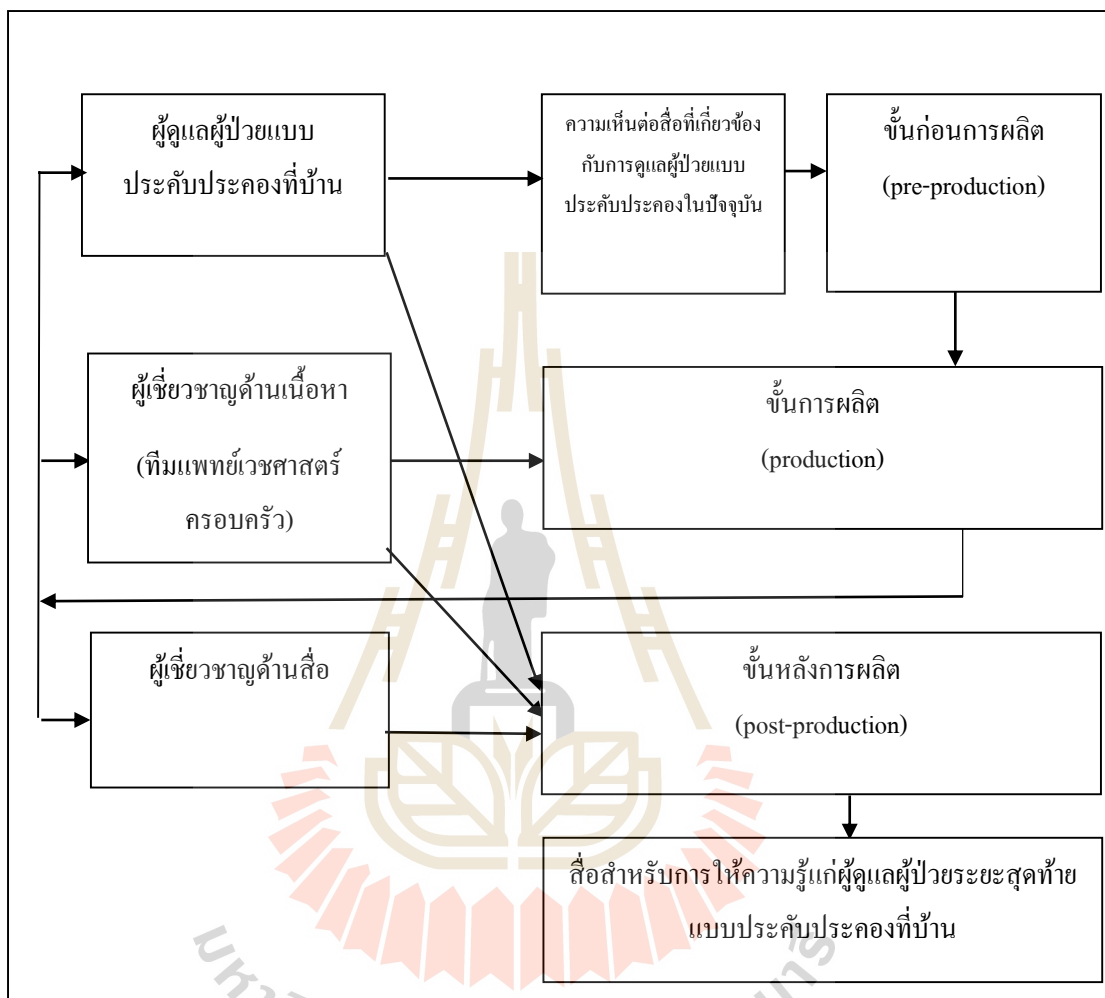 ผู้ดูแลผู้ป่วยแบบ
ประคับประคองที่บ้าน
ความเห็นต่อสื่อที่เกี่ยวข้อง
กับการดูแลผู้ป่วยแบบ
ประคับประคองในปัจจุบัน
ขั้นก่อนการผลิต
(pre-production)
ผู้เชี่ยวชาญด้านเนื้อหา
(ทีมแพทย์เวชศาสตร์
ครอบครัว)
ขั้นการผลิต
(production)
ผู้เชี่ยวชาญด้านสื่อ
ขั้นหลังการผลิต
(post-production)
สื่อสำหรับการให้ความรู้แก่ผู้ดูแลผู้ป่วยระยะสุดท้าย
แบบประคับประคองที่บ้าน